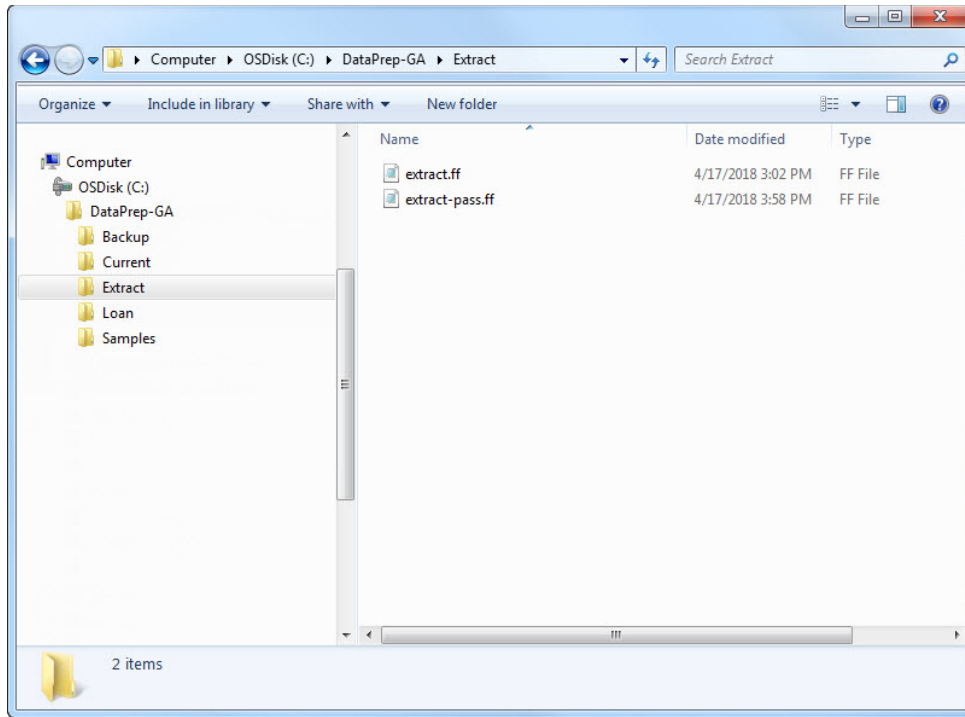 Computer OSDisk (C:) DataPrep-GA Extract Search Extract
Organize Include in library Share with New folder
Computer
OSDisk (C:)
DataPrep-GA
Backup
Current
Extract
Loan
Samples
Name Date modified Type
extract.ff 4/17/2018 3:02 PM FF File
extract-pass.ff 4/17/2018 3:58 PM FF File
2 items